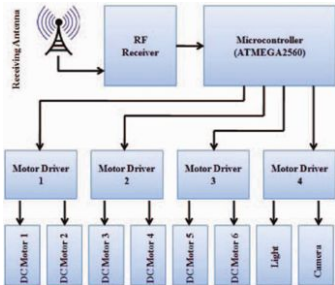 Receiving Antenna
RF
Receiver
Microcontroller
(ATMEGA2560)
Motor Driver
1
Motor Driver
2
Motor Driver
3
Motor Driver
4
DC Motor 1
DC Motor 2
DC Motor 3
DC Motor 4
DC Motor 5
DC Motor 6
Light
Camera